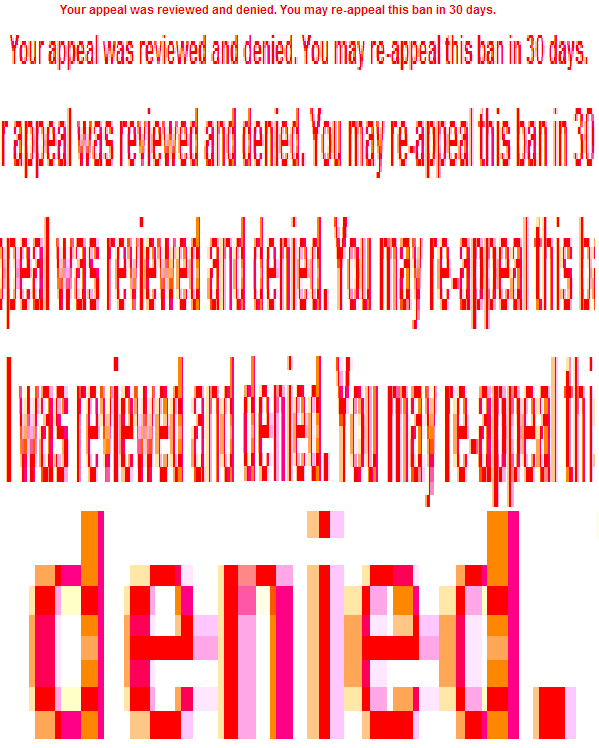 Your appeal was reviewed and denied. You may re-appeal this ban in 30 days.
Your appeal was reviewed and denied. You may re-appeal this ban in 30 days.
r appeal was reviewed and denied. You may re-appeal this ban in 30
ppeal was reviewed and denied. You may re-appeal this ba
l was reviewed and denied. You may re-appeal thi
denied.